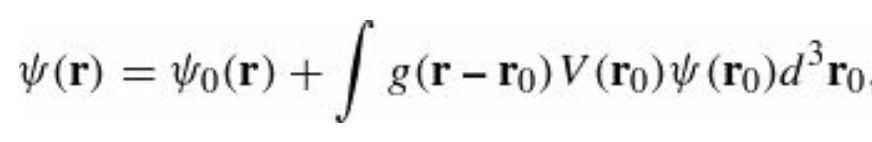 ψ(r) = ψ₀(r) + ∫ g(r – r₀)V(r₀)ψ(r₀)d³r₀.